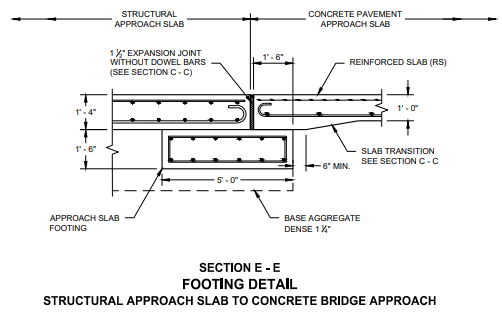 STRUCTURAL
APPROACH SLAB
CONCRETE PAVEMENT
APPROACH SLAB
1 ½" EXPANSION JOINT
WITHOUT DOWEL BARS
(SEE SECTION C - C)
1' - 6"
REINFORCED SLAB (RS)
1' - 4"
1' - 0"
1' - 6"
SLAB TRANSITION
SEE SECTION C - C
6" MIN.
5' - 0"
APPROACH SLAB
FOOTING
BASE AGGREGATE
DENSE 1¼"
SECTION E - E
FOOTING DETAIL
STRUCTURAL APPROACH SLAB TO CONCRETE BRIDGE APPROACH